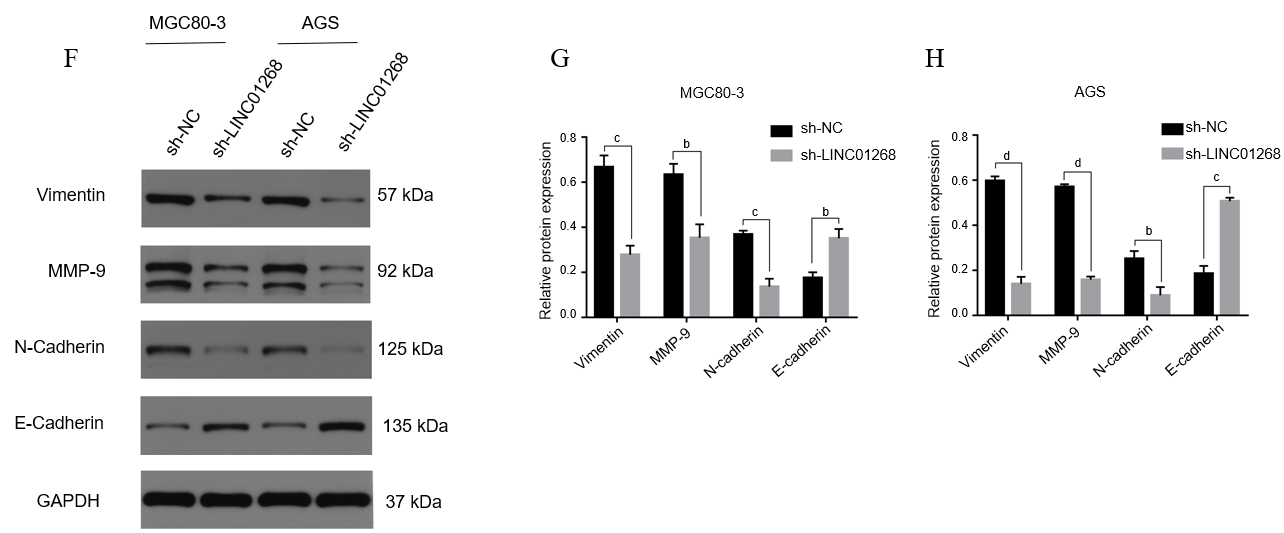 MGC80-3 AGS
F
sh-NC sh-LINC01268 sh-NC sh-LINC01268
Vimentin 57 kDa
MMP-9 92 kDa
N-Cadherin 125 kDa
E-Cadherin 135 kDa
GAPDH 37 kDa
G
MGC80-3
sh-NC
sh-LINC01268
Relative protein expression
0.8
0.6
0.4
0.2
0.0
c b c b
Vimentin MMP-9 N-cadherin E-cadherin
H
AGS
sh-NC
sh-LINC01268
Relative protein expression
0.8
0.6
0.4
0.2
0.0
d d b c
Vimentin MMP-9 N-cadherin E-cadherin